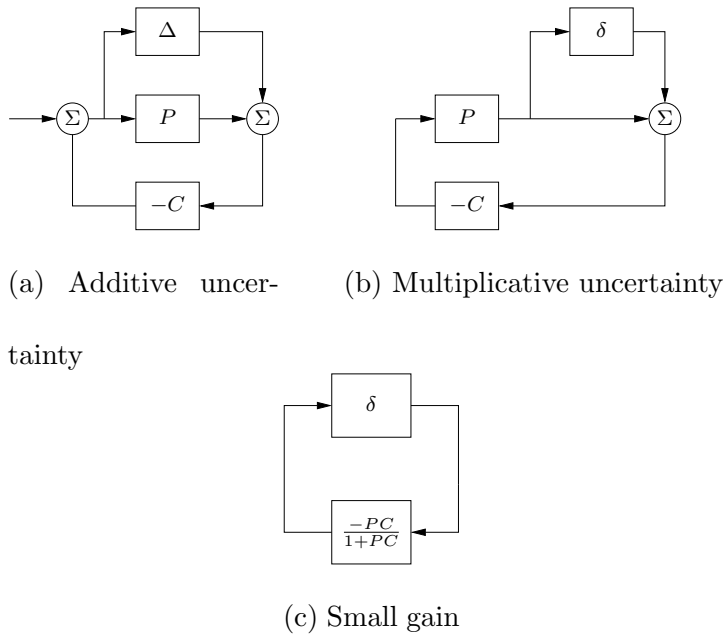 Δ
δ
Σ P Σ
P Σ
−C
−C
(a) Additive uncer-
tainty
(b) Multiplicative uncertainty
δ
−PC
1+PC
(c) Small gain